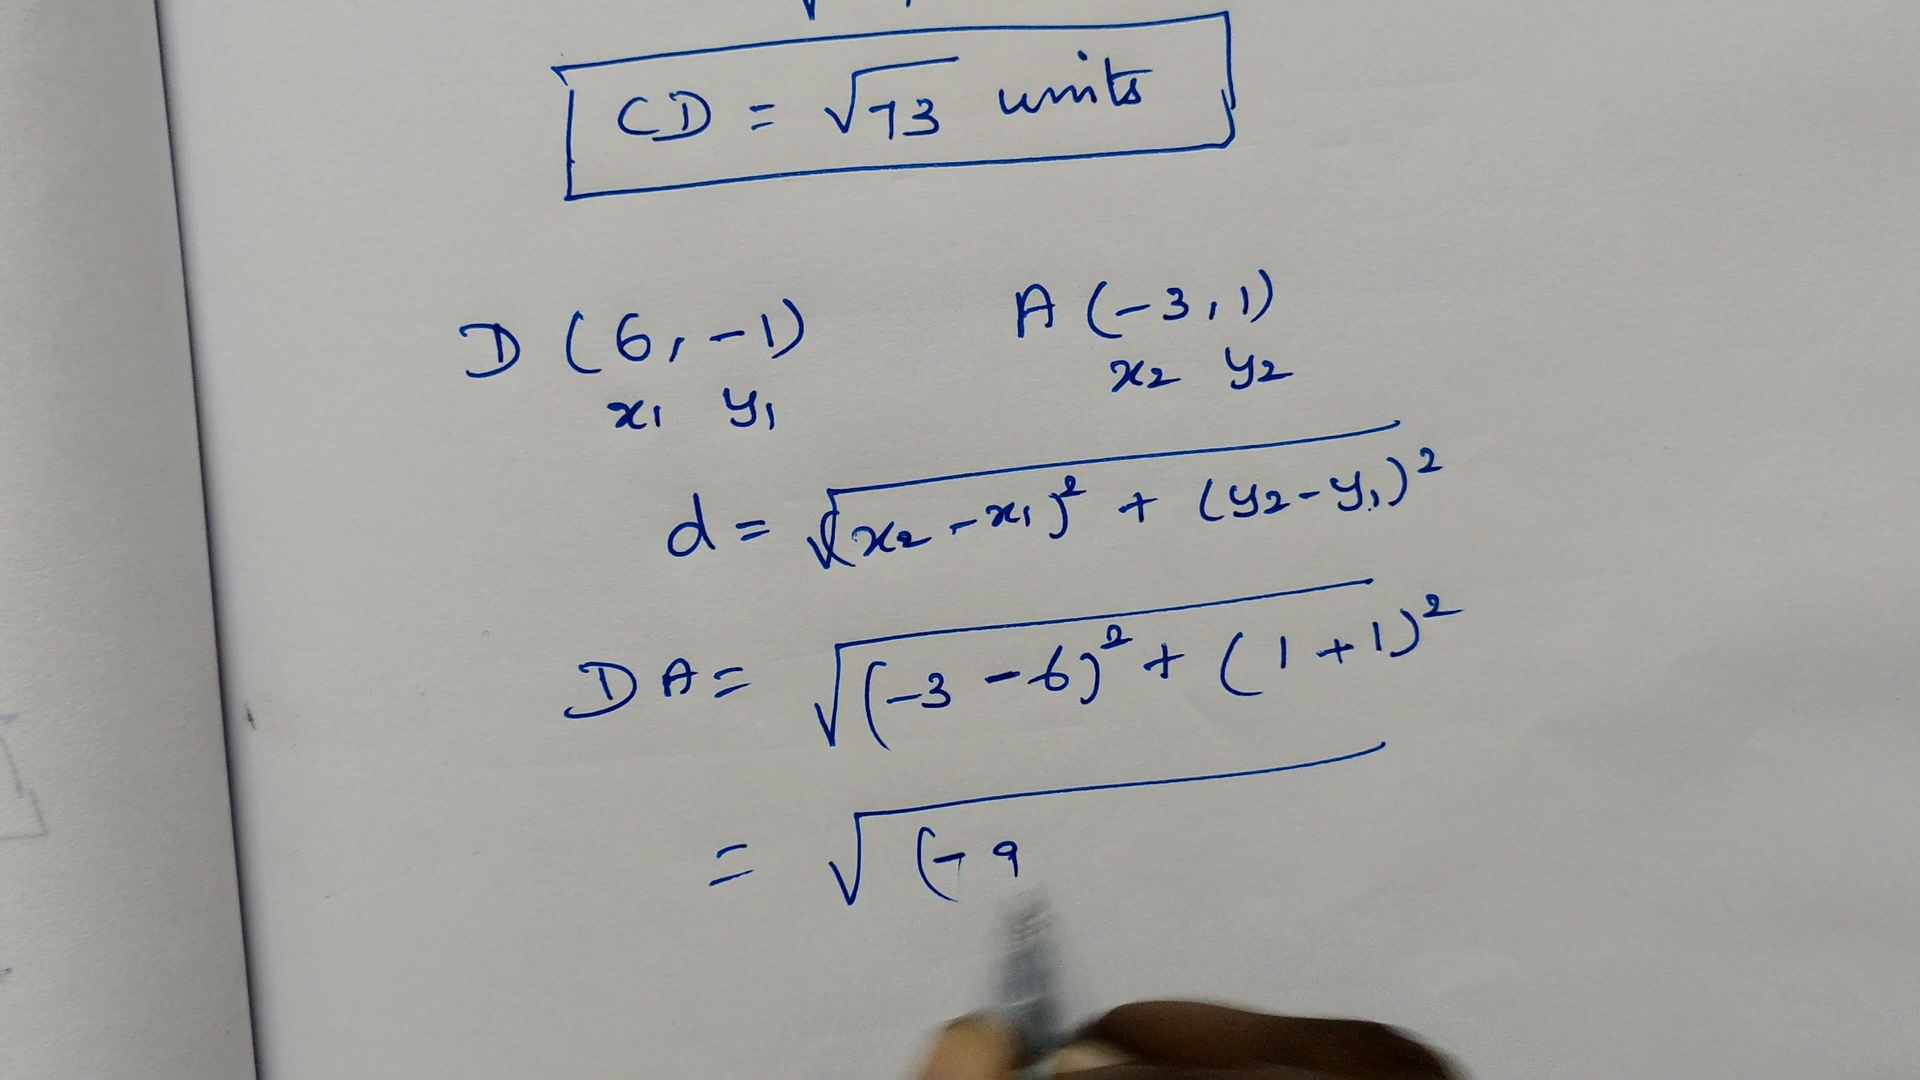 CD = √73 units
D (6, -1) A (-3, 1)
x₁ y₁ x₂ y₂
d = √(x₂ - x₁)² + (y₂ - y₁)²
DA = √(-3 - 6)² + (1 + 1)²
= √(-9